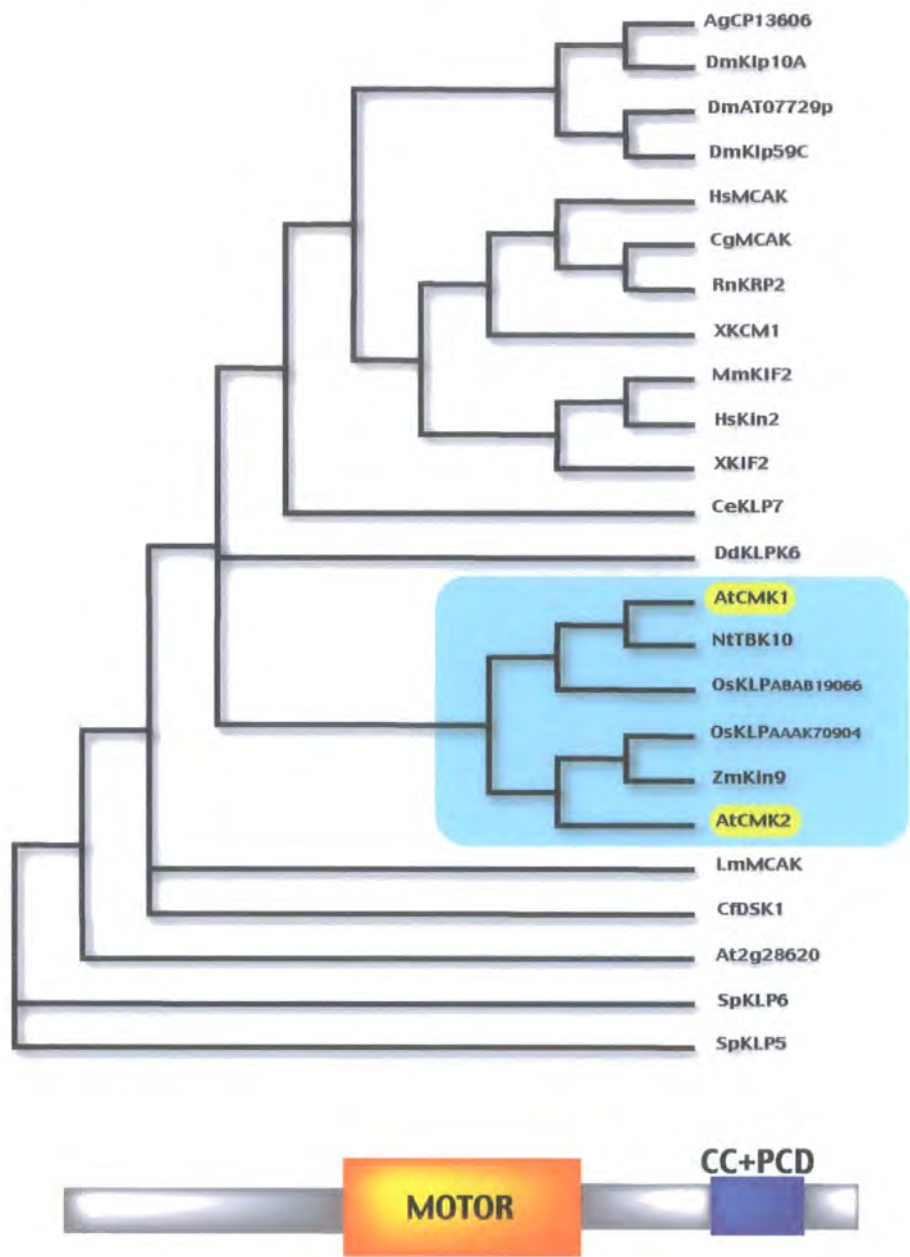 AgCP13606
DmKlp10A
DmAT07729p
DmKlp59C
HsMCAK
CgMCAK
RnKRP2
XKCM1
MmKIF2
HsKin2
XKIF2
CeKLP7
DdKLPK6
AtCMK1
NtTBK10
OsKLPABAB19066
OsKLPAAAK70904
ZmKin9
AtCMK2
LmMCAK
CfDSK1
At2g28620
SpKLP6
SpKLP5
CC+PCD
MOTOR